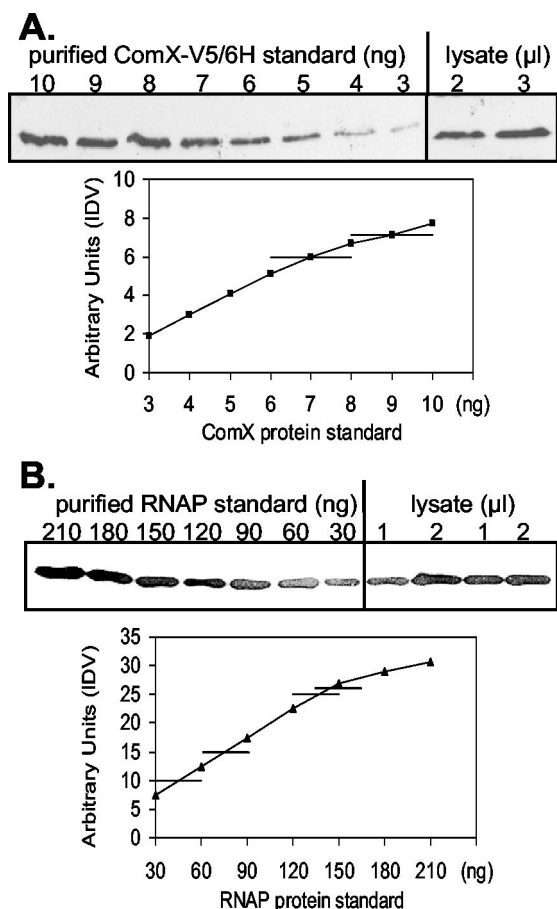 A.
purified ComX-V5/6H standard (ng) lysate (µl)
10 9 8 7 6 5 4 3 2 3
10
8
6
4
2
0
Arbitrary Units (IDV)
3 4 5 6 7 8 9 10 (ng)
ComX protein standard
B.
purified RNAP standard (ng) lysate (µl)
210 180 150 120 90 60 30 1 2 1 2
35
30
25
20
15
10
5
0
Arbitrary Units (IDV)
30 60 90 120 150 180 210 (ng)
RNAP protein standard